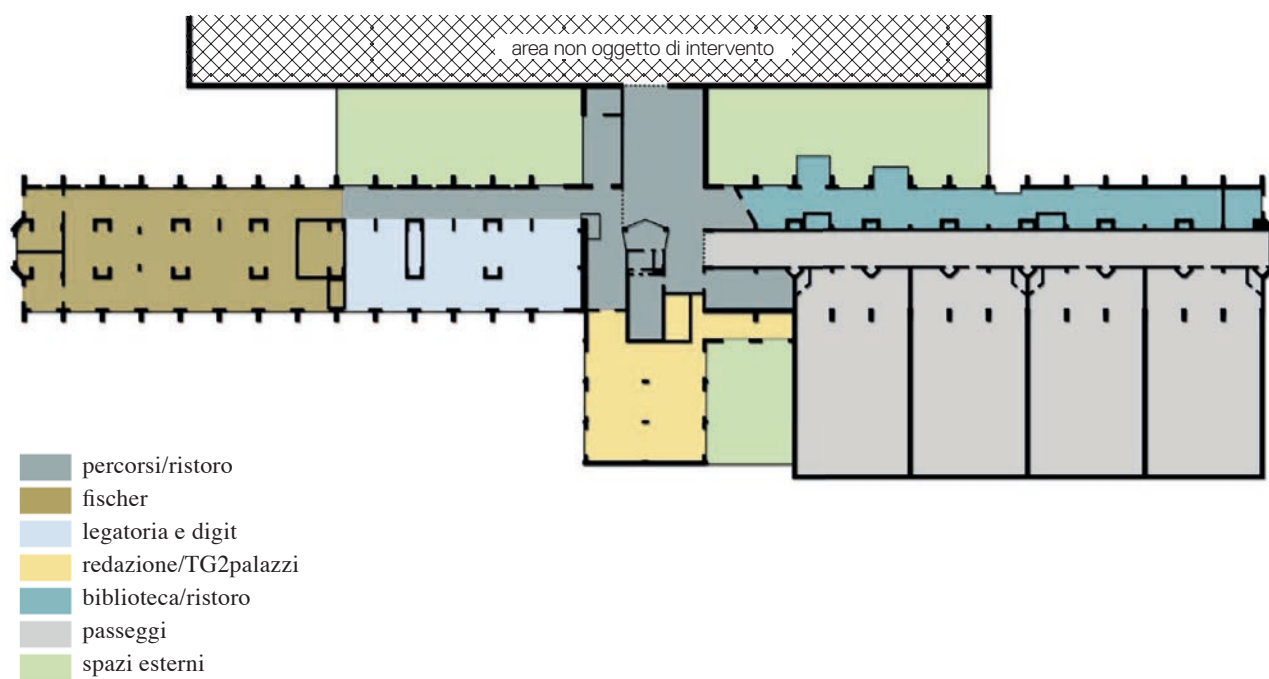 area non oggetto di intervento
percorsi/ristoro
fischer
legatoria e digit
redazione/TG2palazzi
biblioteca/ristoro
passeggi
spazi esterni